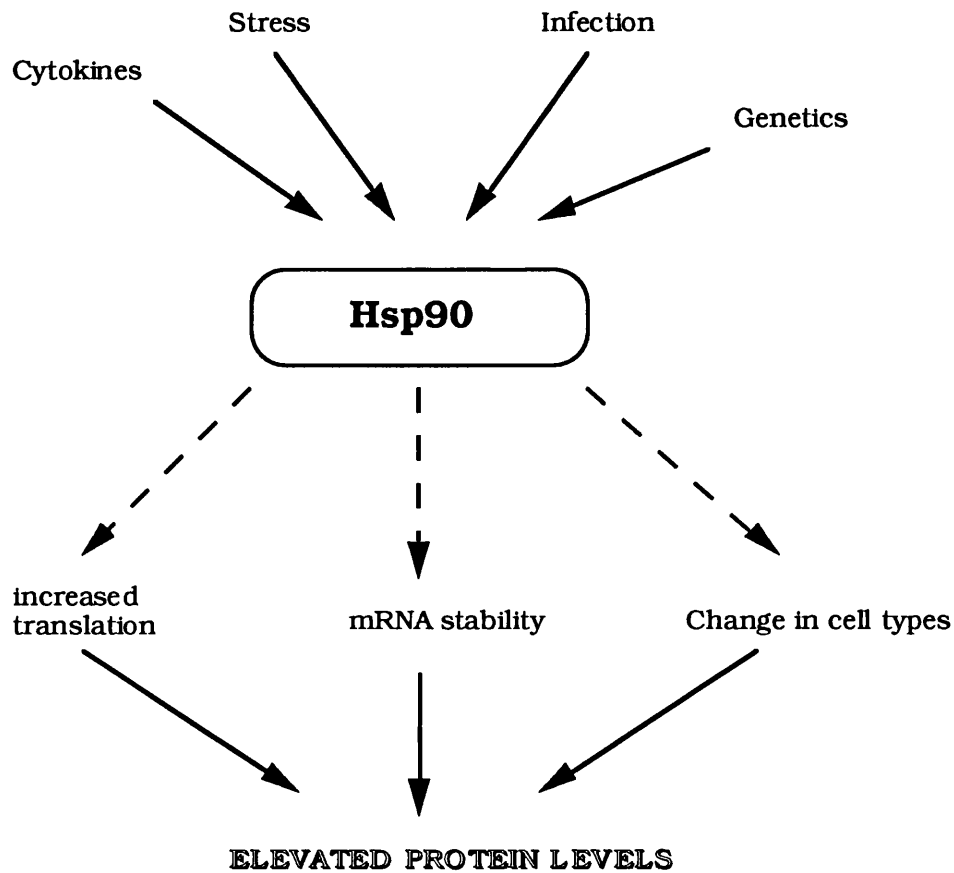 Stress
Infection
Cytokines
Genetics
Hsp90
increased
translation
mRNA stability
Change in cell types
ELEVATED PROTEIN LEVELS